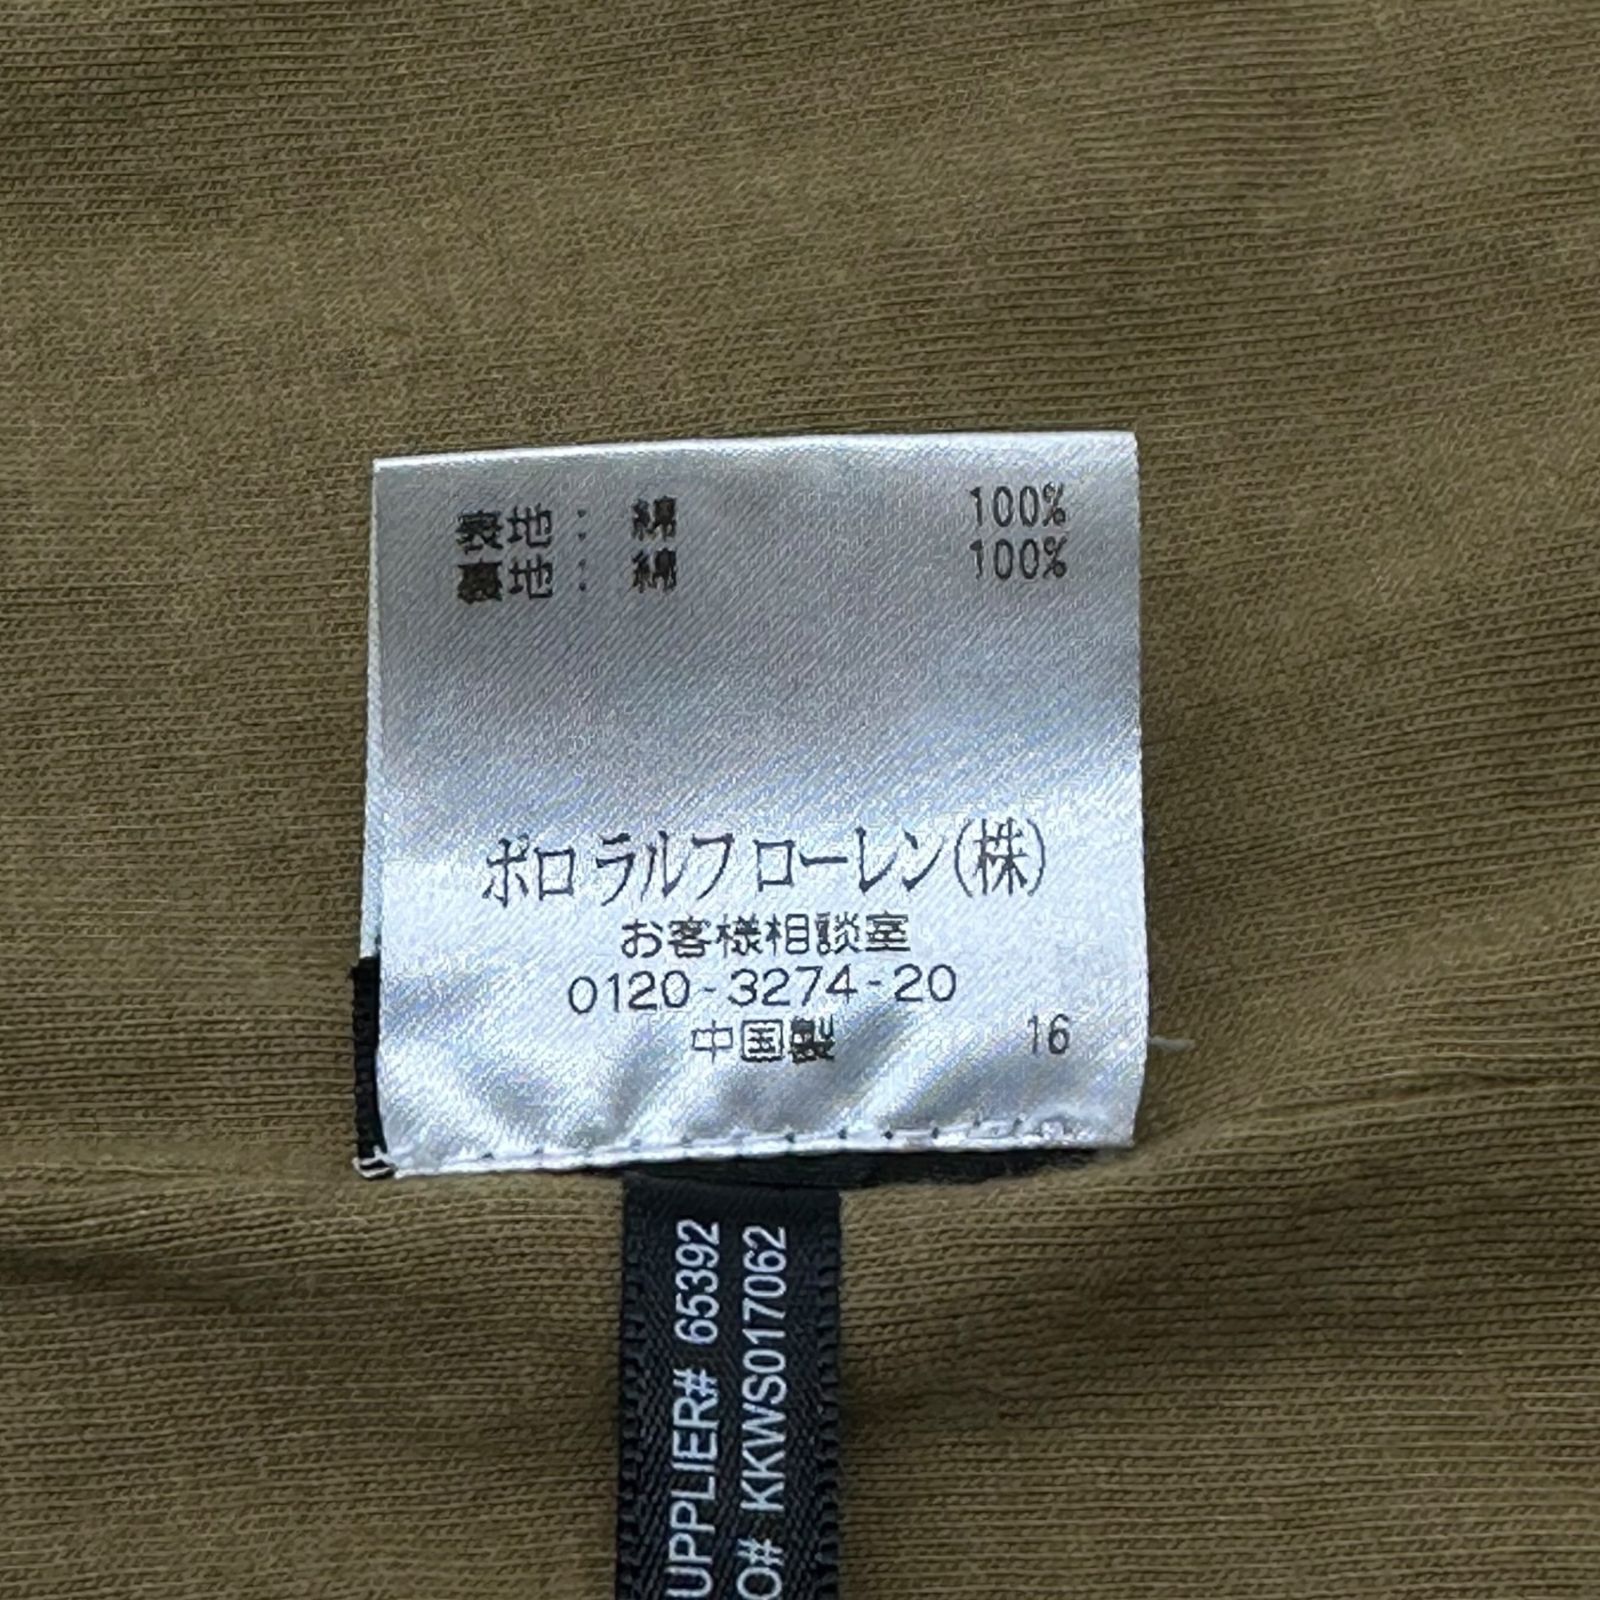 表地 : 綿 100%
裏地 : 綿 100%
ポロ ラルフ ローレン(株)
お客様相談室
0120-3274-20
中国製 16
UPPLIER# 65392
O# KKWS017062